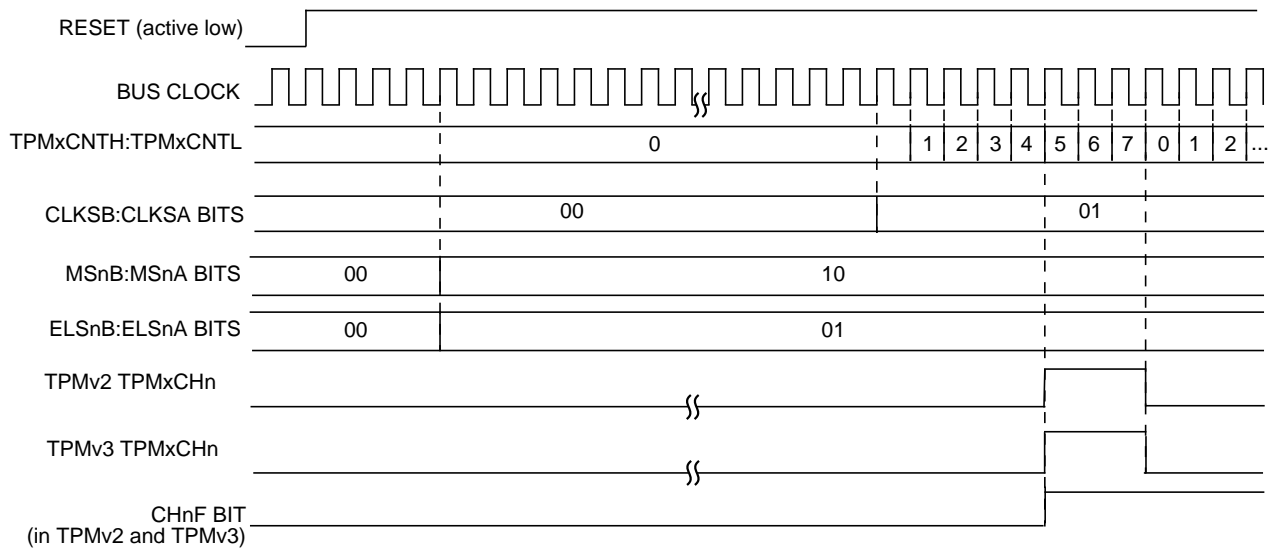 RESET (active low)
BUS CLOCK
TPMxCNTH:TPMxCNTL 0 1 2 3 4 5 6 7 0 1 2 ...
CLKSB:CLKSA BITS 00 01
MSnB:MSnA BITS 00 10
ELSnB:ELSnA BITS 00 01
TPMv2 TPMxCHn
TPMv3 TPMxCHn
CHnF BIT
(in TPMv2 and TPMv3)